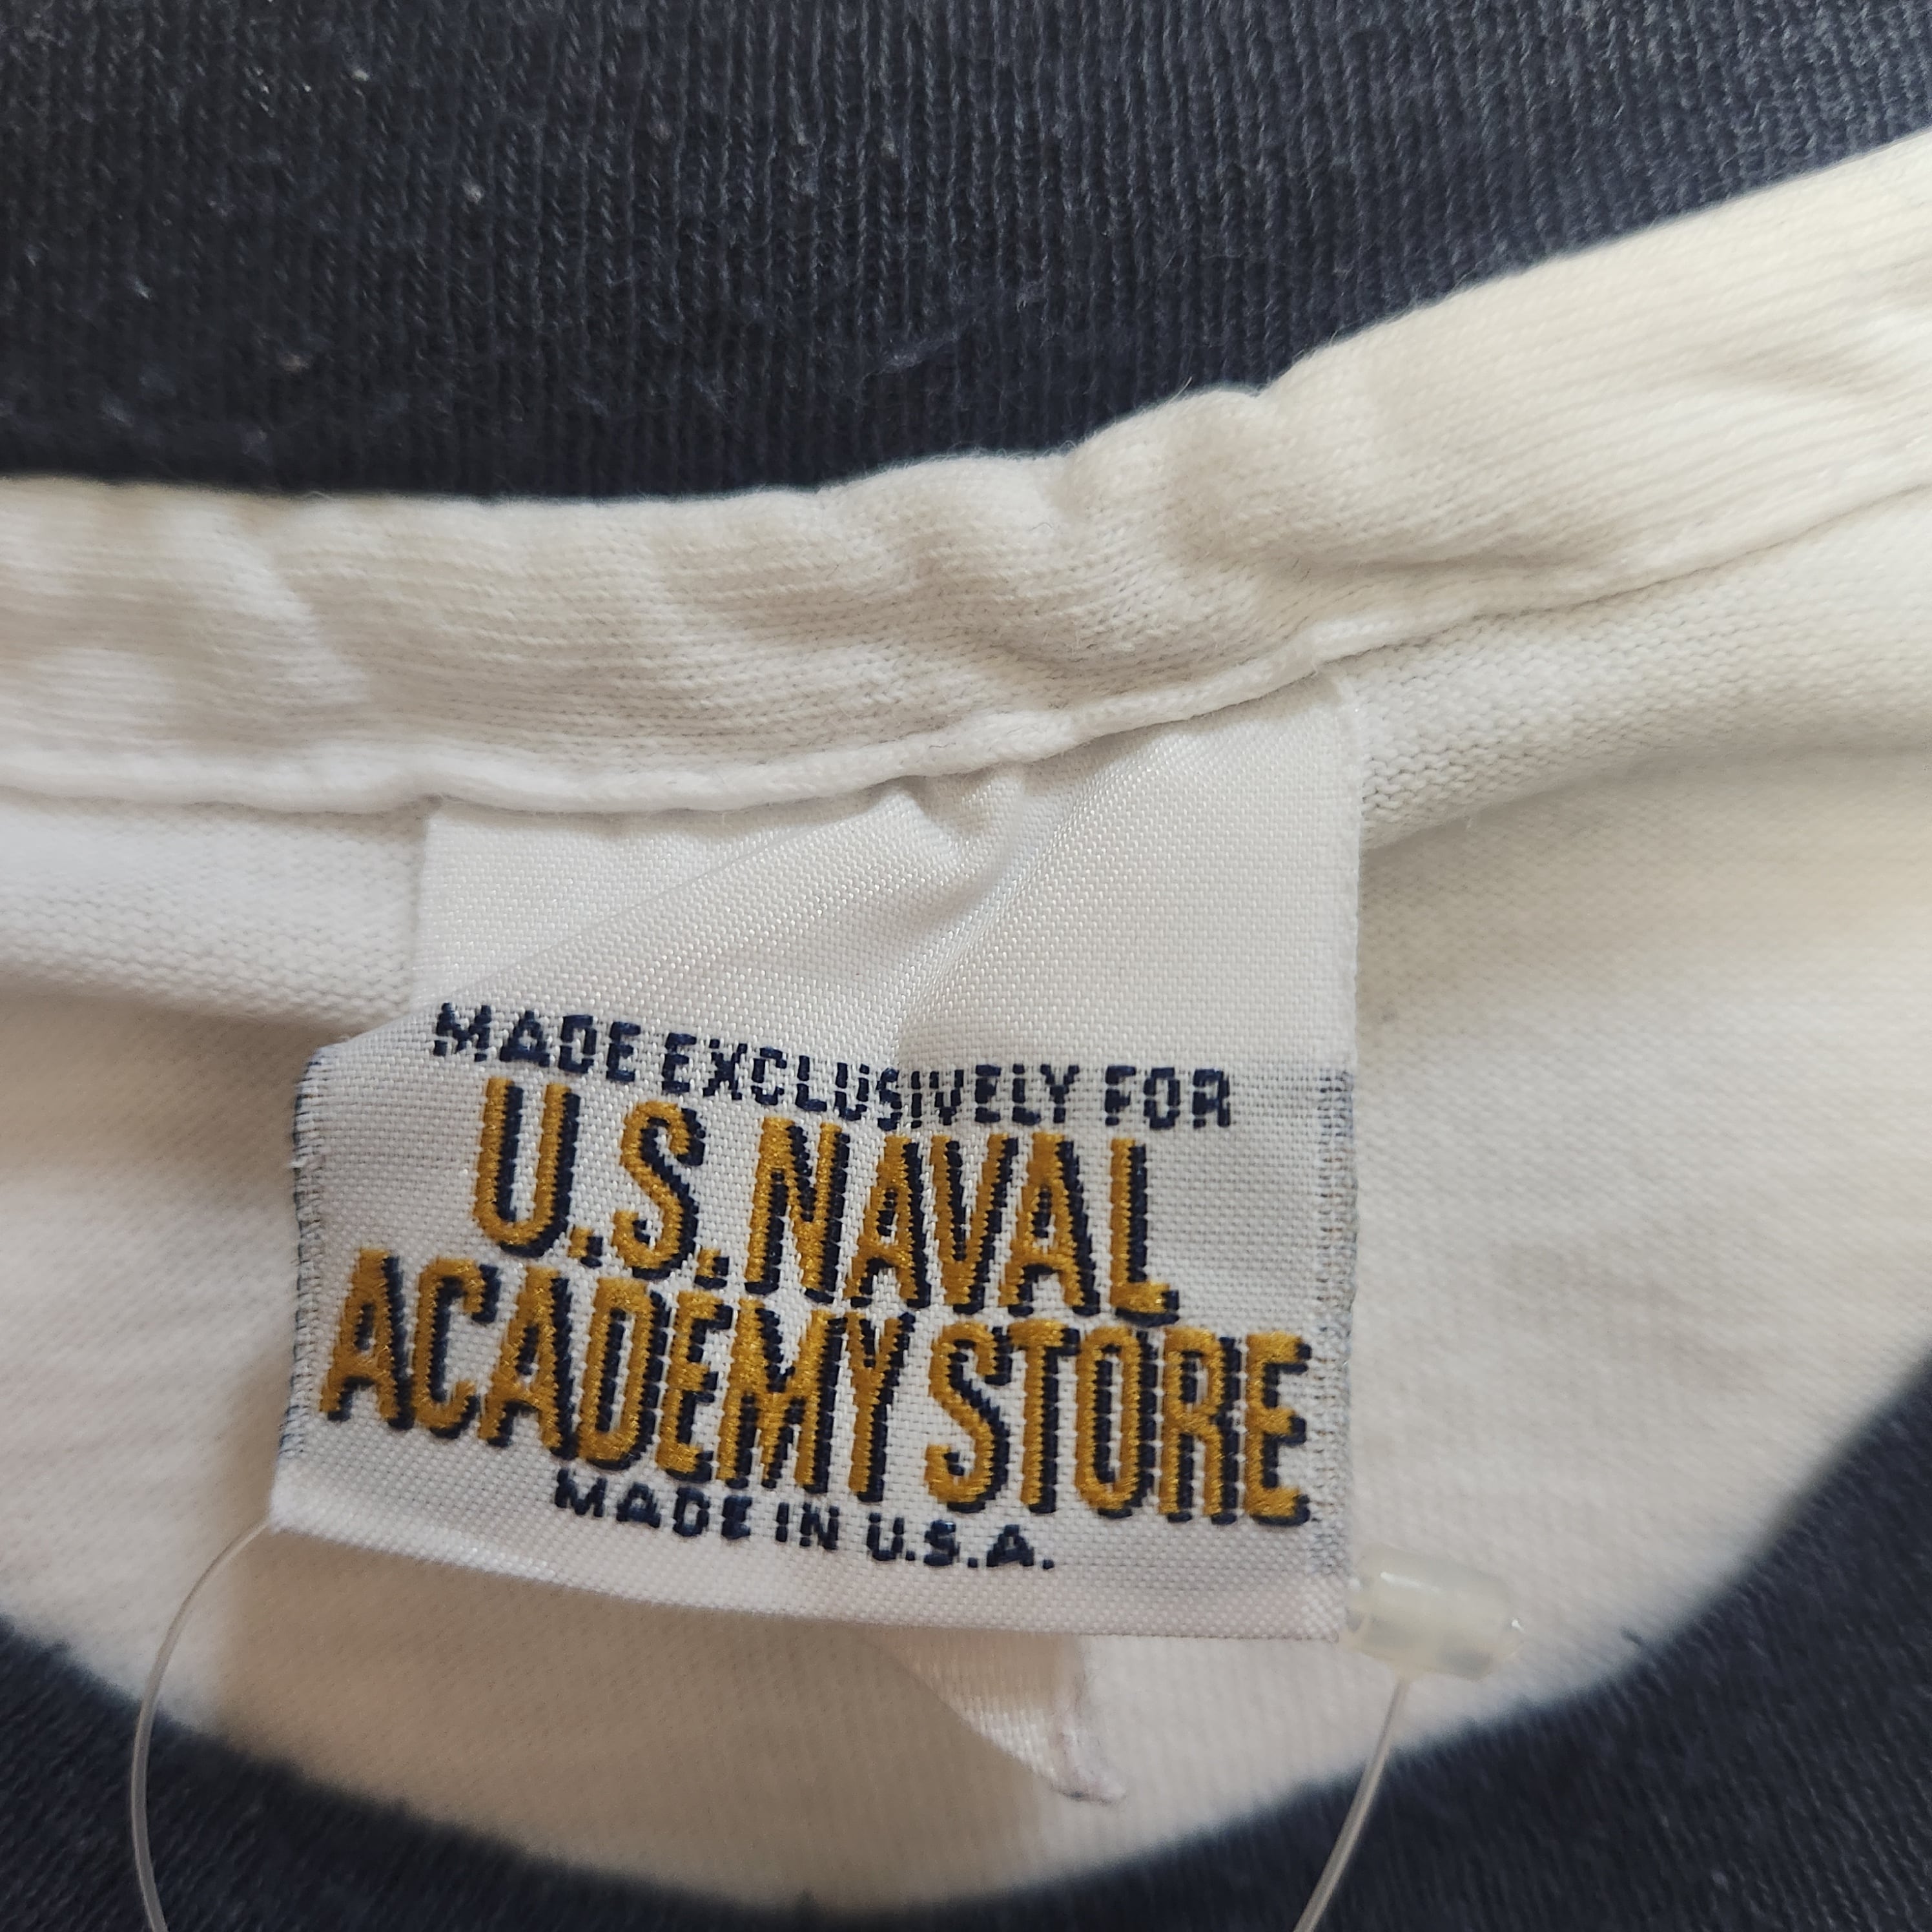 MADE EXCLUSIVELY FOR
U.S. NAVAL
ACADEMY STORE
MADE IN U.S.A.